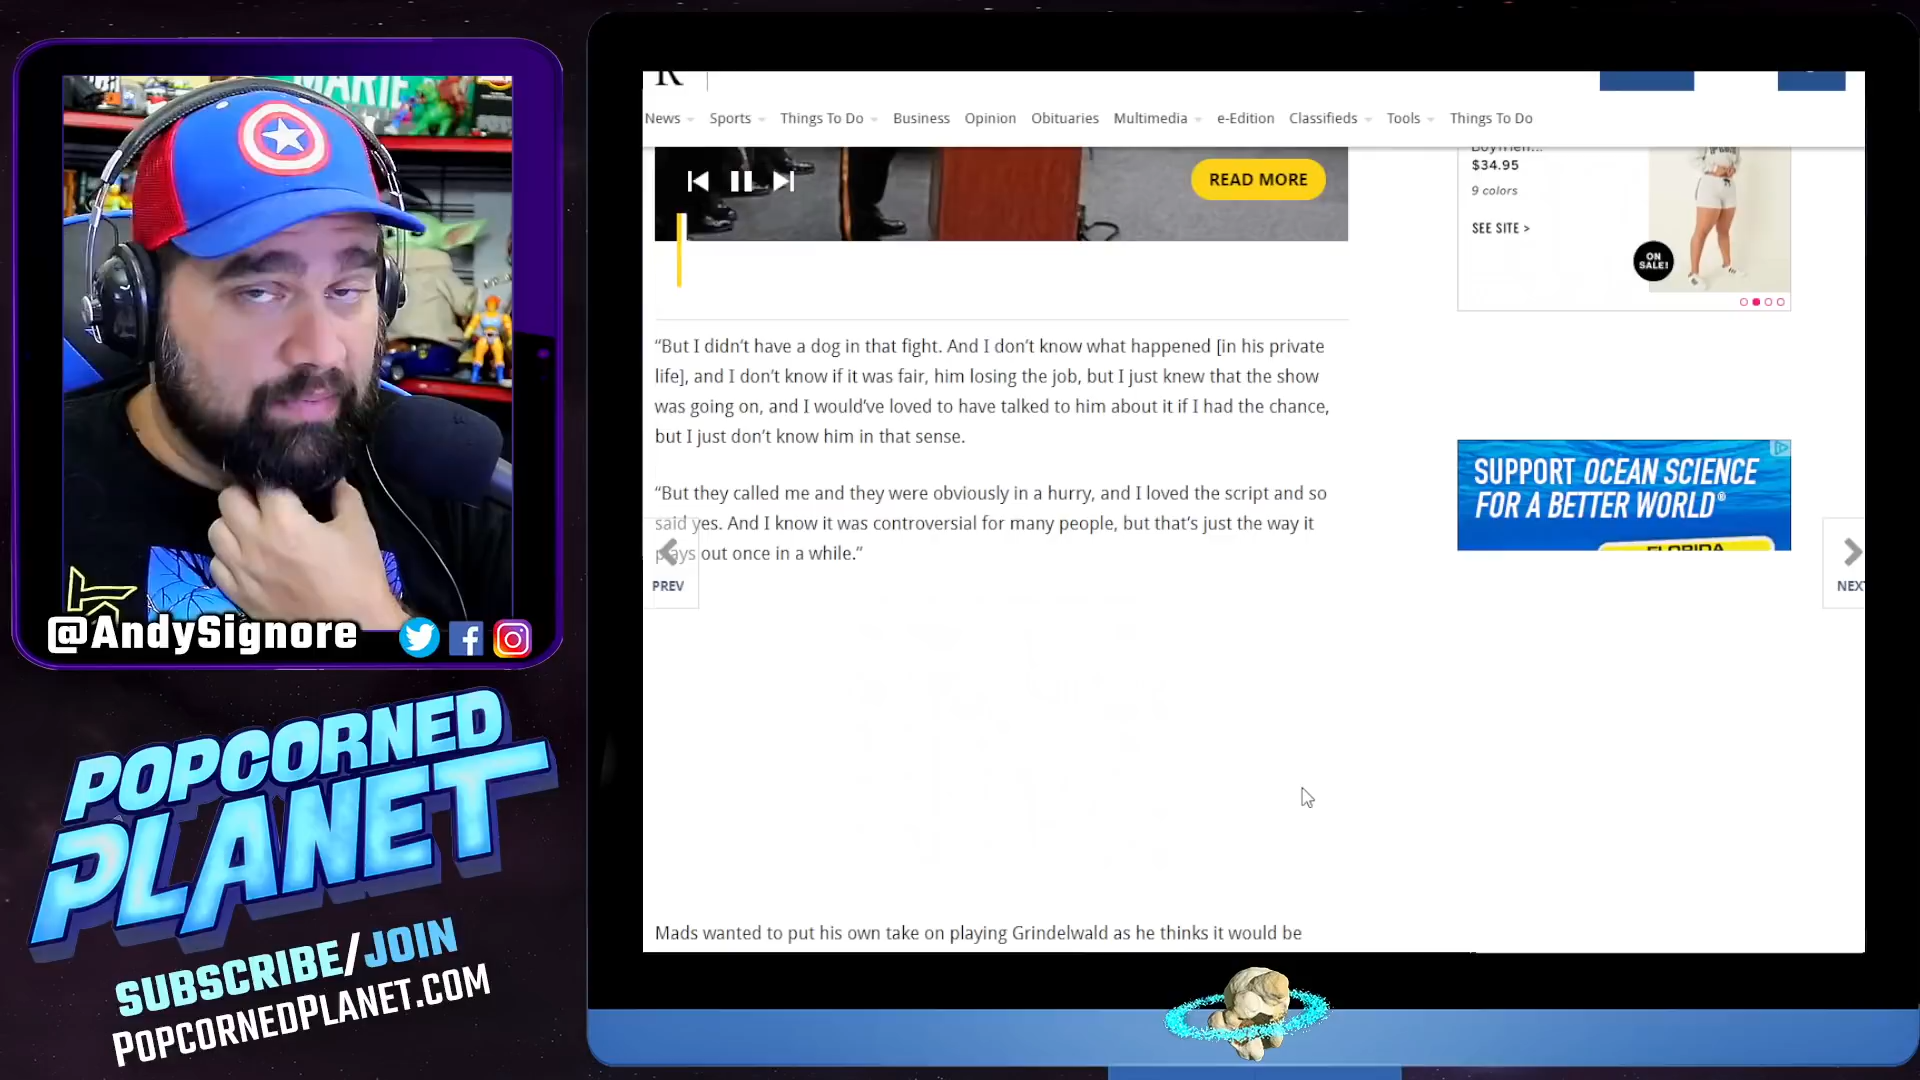 MARIE
@AndySignore
POPCORNED
PLANET
SUBSCRIBE/JOIN
POPCORNEDPLANET.COM
News
Sports
Things To Do
Business
Opinion
Obituaries
Multimedia
e-Edition
Classifieds
Tools
Things To Do
READ MORE
“But I didn’t have a dog in that fight. And I don’t know what happened [in his private
life], and I don’t know if it was fair, him losing the job, but I just knew that the show
was going on, and I would’ve loved to have talked to him about it if I had the chance,
but I just don’t know him in that sense.
“But they called me and they were obviously in a hurry, and I loved the script and so
said yes. And I know it was controversial for many people, but that’s just the way it
plays out once in a while.”
PREV
Mads wanted to put his own take on playing Grindelwald as he thinks it would be
Boyfrien...
$34.95
9 colors
SEE SITE >
ON
SALE!
SUPPORT OCEAN SCIENCE
FOR A BETTER WORLD®
FLORIDA
NEXT